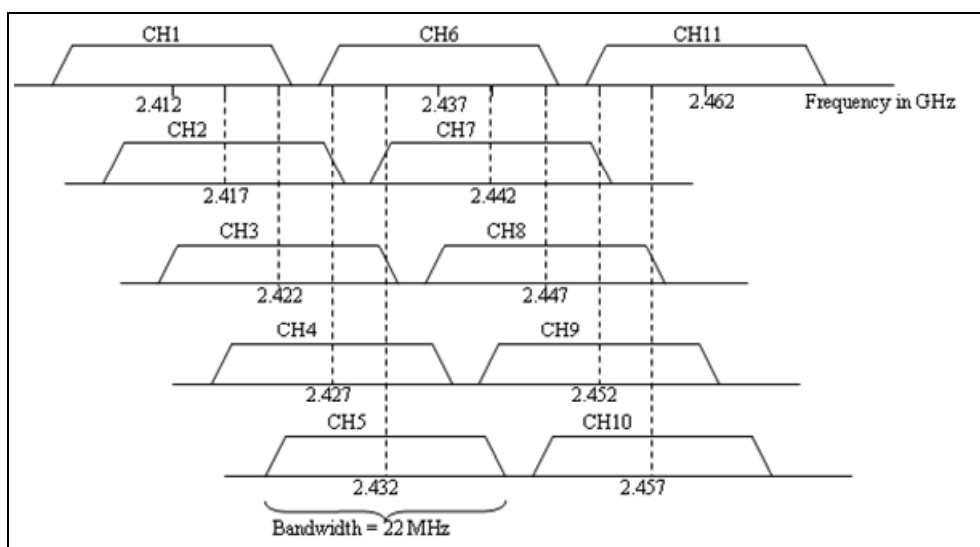 CH1 CH6 CH11
2.412 2.437 2.462 Frequency in GHz
CH2 CH7
2.417 2.442
CH3 CH8
2.422 2.447
CH4 CH9
2.427 2.452
CH5 CH10
2.432 2.457
Bandwidth = 22 MHz